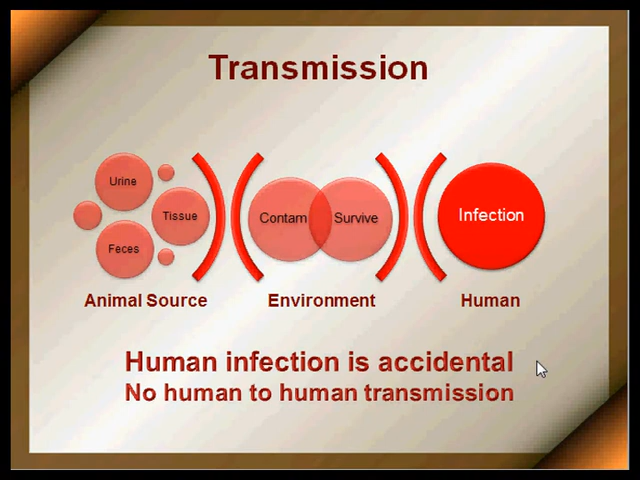 Transmission
Urine
Tissue
Feces
Contam
Survive
Infection
Animal Source
Environment
Human
Human infection is accidental
No human to human transmission